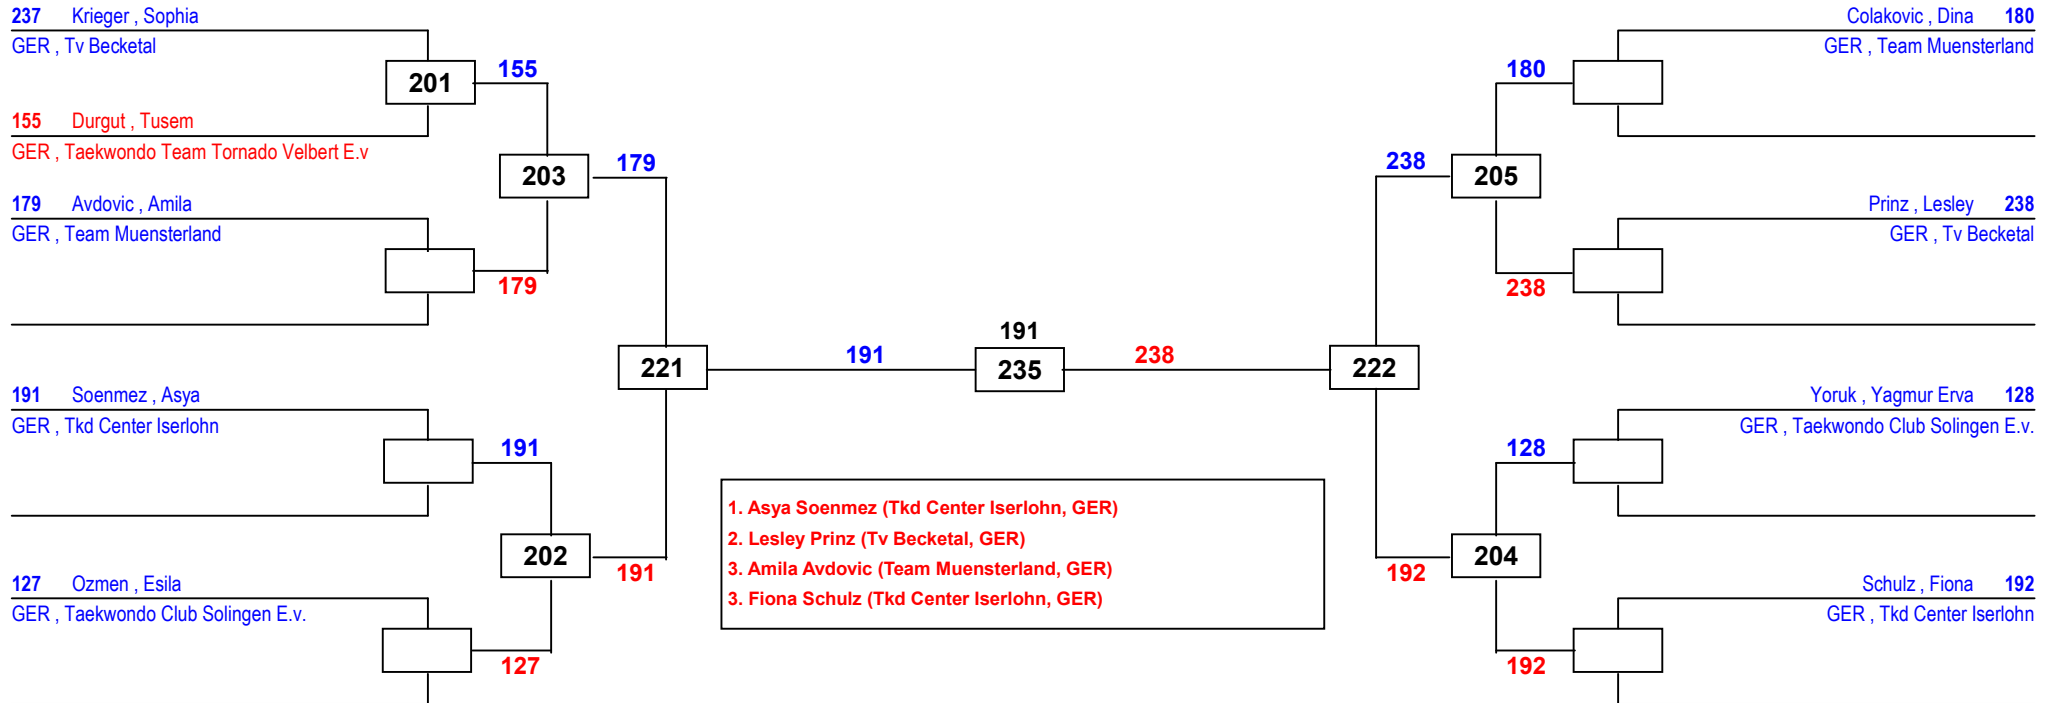 237 Krieger , Sophia
GER , Tv Becketal
201
155
155 Durgut , Tusem
GER , Taekwondo Team Tornado Velbert E.v
203
179
179 Avdovic , Amila
GER , Team Muensterland
179
221
191
191 Soenmez , Asya
GER , Tkd Center Iserlohn
191
202
191
127 Ozmen , Esila
GER , Taekwondo Club Solingen E.v.
127
191
235
238
1. Asya Soenmez (Tkd Center Iserlohn, GER)
2. Lesley Prinz (Tv Becketal, GER)
3. Amila Avdovic (Team Muensterland, GER)
3. Fiona Schulz (Tkd Center Iserlohn, GER)
Colakovic , Dina 180
GER , Team Muensterland
180
238
205
Prinz , Lesley 238
GER , Tv Becketal
238
222
Yoruk , Yagmur Erva 128
GER , Taekwondo Club Solingen E.v.
128
204
192
Schulz , Fiona 192
GER , Tkd Center Iserlohn
192